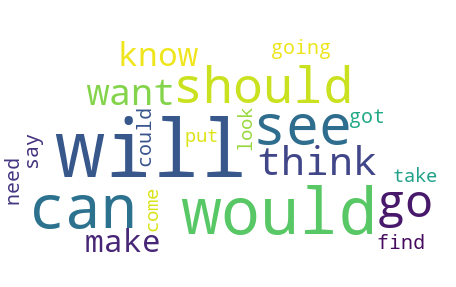 know
going
want
should
will
could
put
look
see
got
think
need
say
can
come
would
take
go
make
find